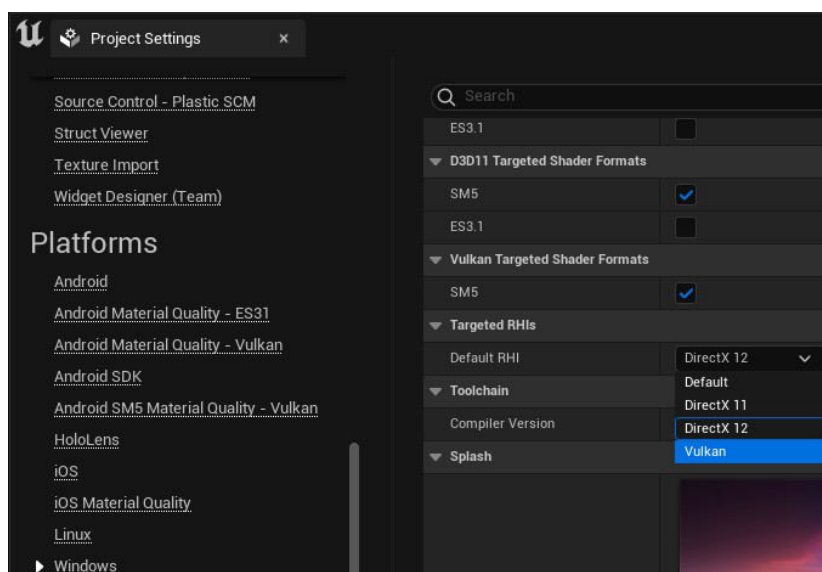 Project Settings
Source Control - Plastic SCM
Struct Viewer
Texture Import
Widget Designer (Team)
Platforms
Android
Android Material Quality - ES31
Android Material Quality - Vulkan
Android SDK
Android SM5 Material Quality - Vulkan
HoloLens
iOS
iOS Material Quality
Linux
Windows
Search
ES3.1
D3D11 Targeted Shader Formats
SM5
ES3.1
Vulkan Targeted Shader Formats
SM5
Targeted RHIs
Default RHI
DirectX 12
Default
DirectX 11
DirectX 12
Vulkan
Toolchain
Compiler Version
Splash